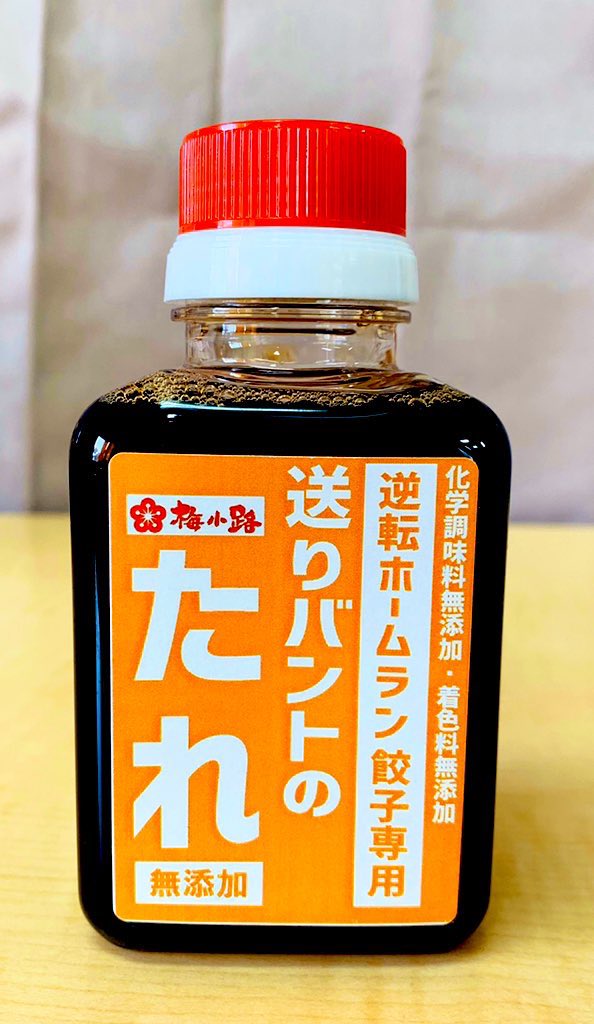 化学調味料無添加・着色料無添加
逆転ホームラン餃子専用
送りバントの
梅小路
たれ
無添加